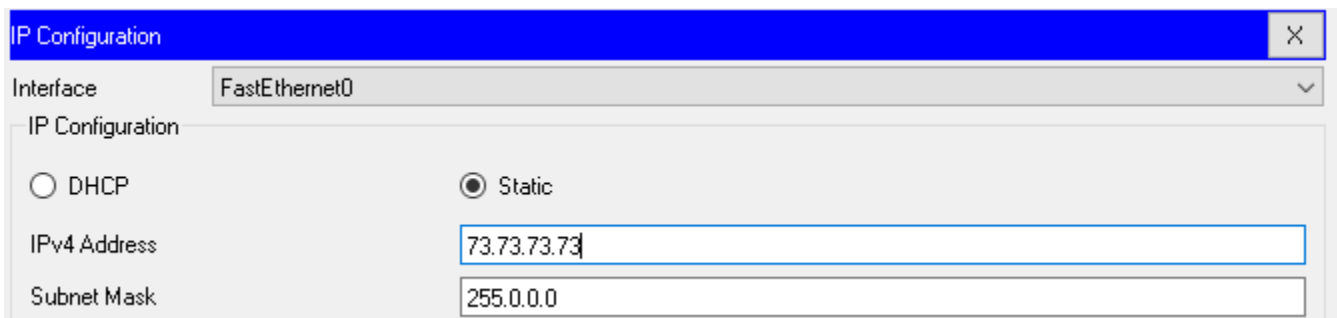 IP Configuration X
Interface FastEthernet0
IP Configuration
DHCP Static
IPv4 Address 73.73.73.73
Subnet Mask 255.0.0.0